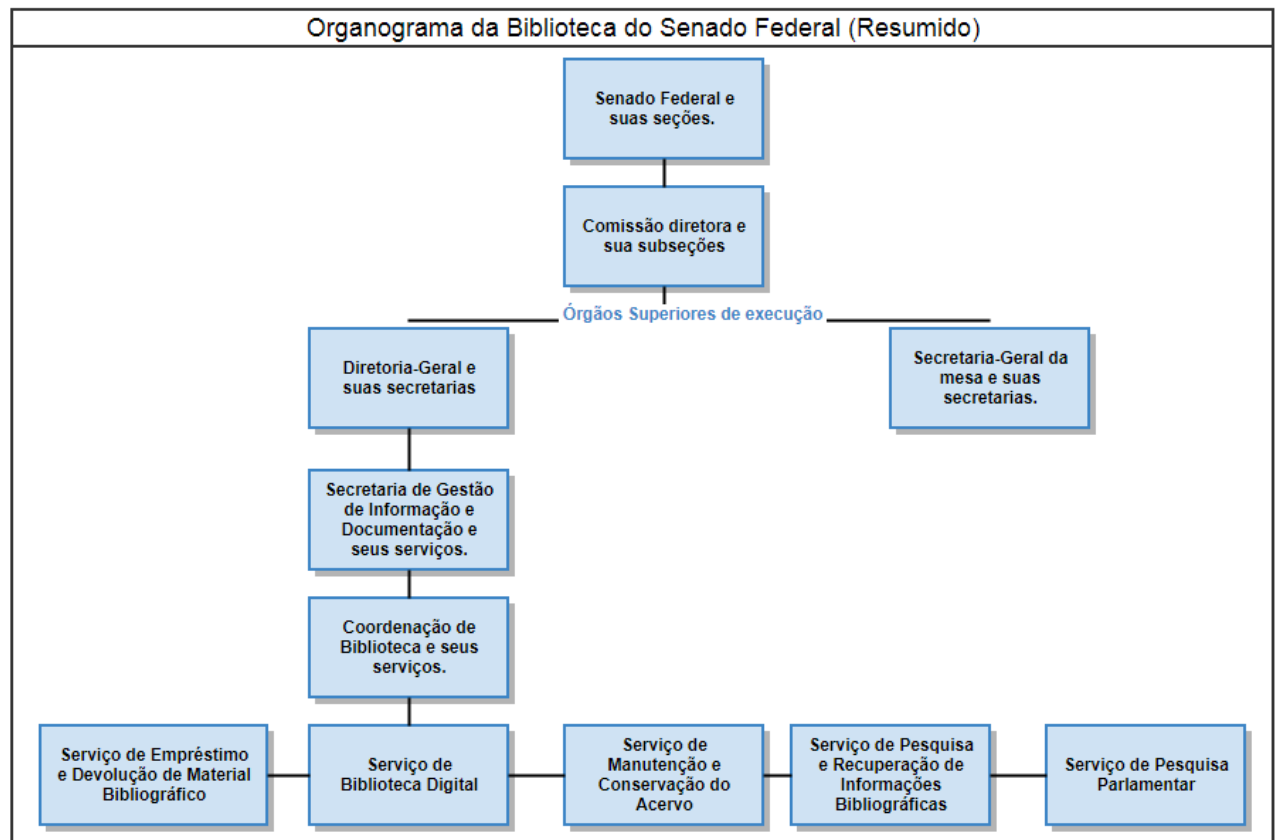 Organograma da Biblioteca do Senado Federal (Resumido)
Senado Federal e
suas seções.
Comissão diretora e
sua subseções
Órgãos Superiores de execução
Diretoria-Geral e
suas secretarias
Secretaria-Geral da
mesa e suas
secretarias.
Secretaria de Gestão
de Informação e
Documentação e
seus serviços.
Coordenação de
Biblioteca e seus
serviços.
Serviço de Empréstimo
e Devolução de Material
Bibliográfico
Serviço de
Biblioteca Digital
Serviço de
Manutenção e
Conservação do
Acervo
Serviço de Pesquisa
e Recuperação de
Informações
Bibliográficas
Serviço de Pesquisa
Parlamentar